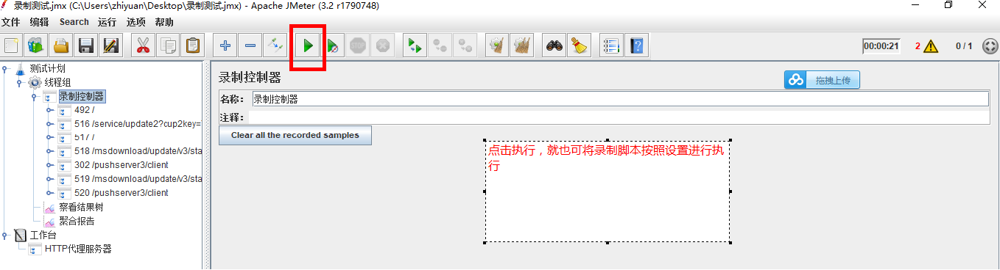 录制测试.jmx (C:\Users\zhiyuan\Desktop\录制测试.jmx) - Apache JMeter (3.2 r1790748)
文件 编辑 Search 运行 选项 帮助
STOP
00:00:21 2 0 / 1
测试计划
线程组
录制控制器
492 /
516 /service/update2?cup2key=
517 /
518 /msdownload/update/v3/sta
302 /pushserver3/client
519 /msdownload/update/v3/sta
520 /pushserver3/client
察看结果树
聚合报告
工作台
HTTP代理服务器
录制控制器
拖拽上传
名称： 录制控制器
注释：
Clear all the recorded samples
点击执行，就也可将录制脚本按照设置进行执
行